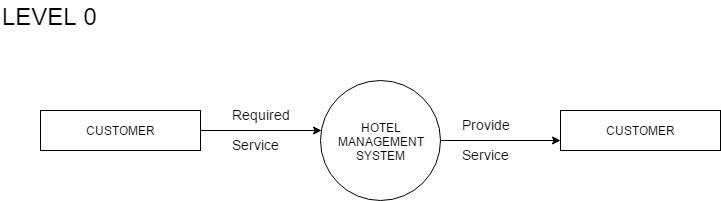 LEVEL 0
CUSTOMER
Required
Service
HOTEL
MANAGEMENT
SYSTEM
Provide
Service
CUSTOMER